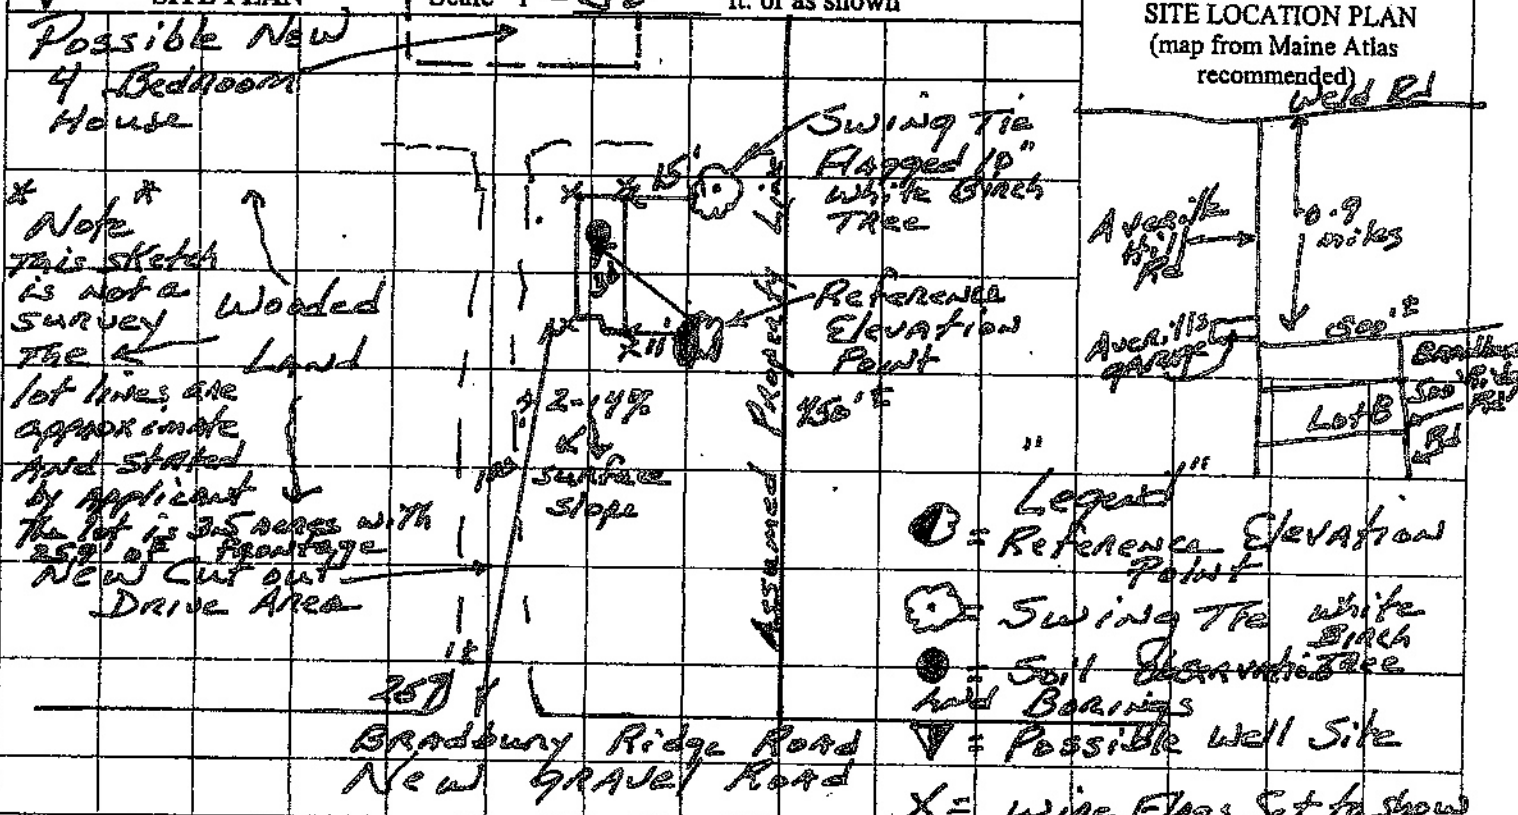 SITE PLAN
Scale 1" =
ft. or as shown
SITE LOCATION PLAN
(map from Maine Atlas
recommended)
Possible New
4 Bedroom
House
Swing Tie
Flagged 10"
White Birch
Tree
15'
Weld Rd
0.9
miles
Averill
Hill
Rd
Averill's
garage
500'±
Lot B
Rd
* Note *
This sketch
is not a
survey
The
lot lines are
approximate
And stated
by applicant
The lot is 3.5 acres with
frontage
Wooded
LAND
Reference
Elevation
Point
11'
450'±
2-14%
surface
slope
Assumed Property Line
New Cut out
Drive Area
Bradbury Ridge Road
New Gravel Road
"Legend"
= Reference Elevation
Point
= Swing Tie White
Birch
Tree
= Soil Observation
Borings
= Possible Well Site
X = Wire Flags Set to show